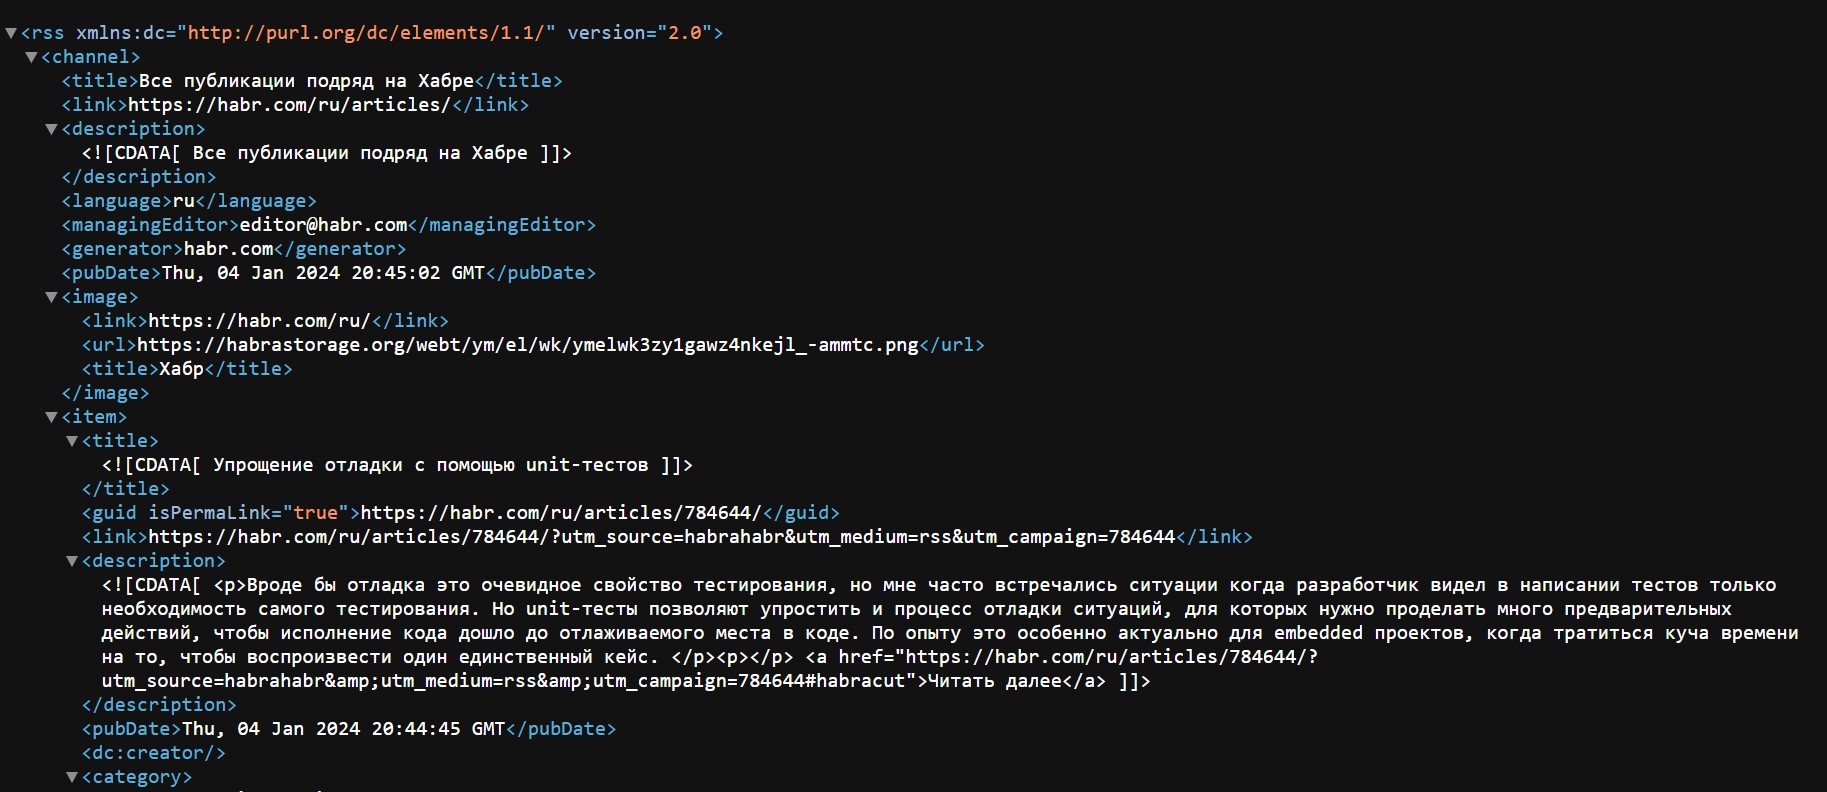 <rss xmlns:dc="http://purl.org/dc/elements/1.1/" version="2.0">
<channel>
<title>Все публикации подряд на Хабре</title>
<link>https://habr.com/ru/articles/</link>
<description>
<![CDATA[ Все публикации подряд на Хабре ]]>
</description>
<language>ru</language>
<managingEditor>editor@habr.com</managingEditor>
<generator>habr.com</generator>
<pubDate>Thu, 04 Jan 2024 20:45:02 GMT</pubDate>
<image>
<link>https://habr.com/ru/</link>
<url>https://habrastorage.org/webt/ym/el/wk/ymelwk3zy1gawz4nkejl_-ammtc.png</url>
<title>Хабр</title>
</image>
<item>
<title>
<![CDATA[ Упрощение отладки с помощью unit-тестов ]]>
</title>
<guid isPermaLink="true">https://habr.com/ru/articles/784644/</guid>
<link>https://habr.com/ru/articles/784644/?utm_source=habrahabr&utm_medium=rss&utm_campaign=784644</link>
<description>
<![CDATA[ <p>Вроде бы отладка это очевидное свойство тестирования, но мне часто встречались ситуации когда разработчик видел в написании тестов только
необходимость самого тестирования. Но unit-тесты позволяют упростить и процесс отладки ситуаций, для которых нужно проделать много предварительных
действий, чтобы исполнение кода дошло до отлаживаемого места в коде. По опыту это особенно актуально для embedded проектов, когда тратиться куча времени
на то, чтобы воспроизвести один единственный кейс. </p><p></p> <a href="https://habr.com/ru/articles/784644/?
utm_source=habrahabr&amp;utm_medium=rss&amp;utm_campaign=784644#habracut">Читать далее</a> ]]>
</description>
<pubDate>Thu, 04 Jan 2024 20:44:45 GMT</pubDate>
<dc:creator/>
<category>